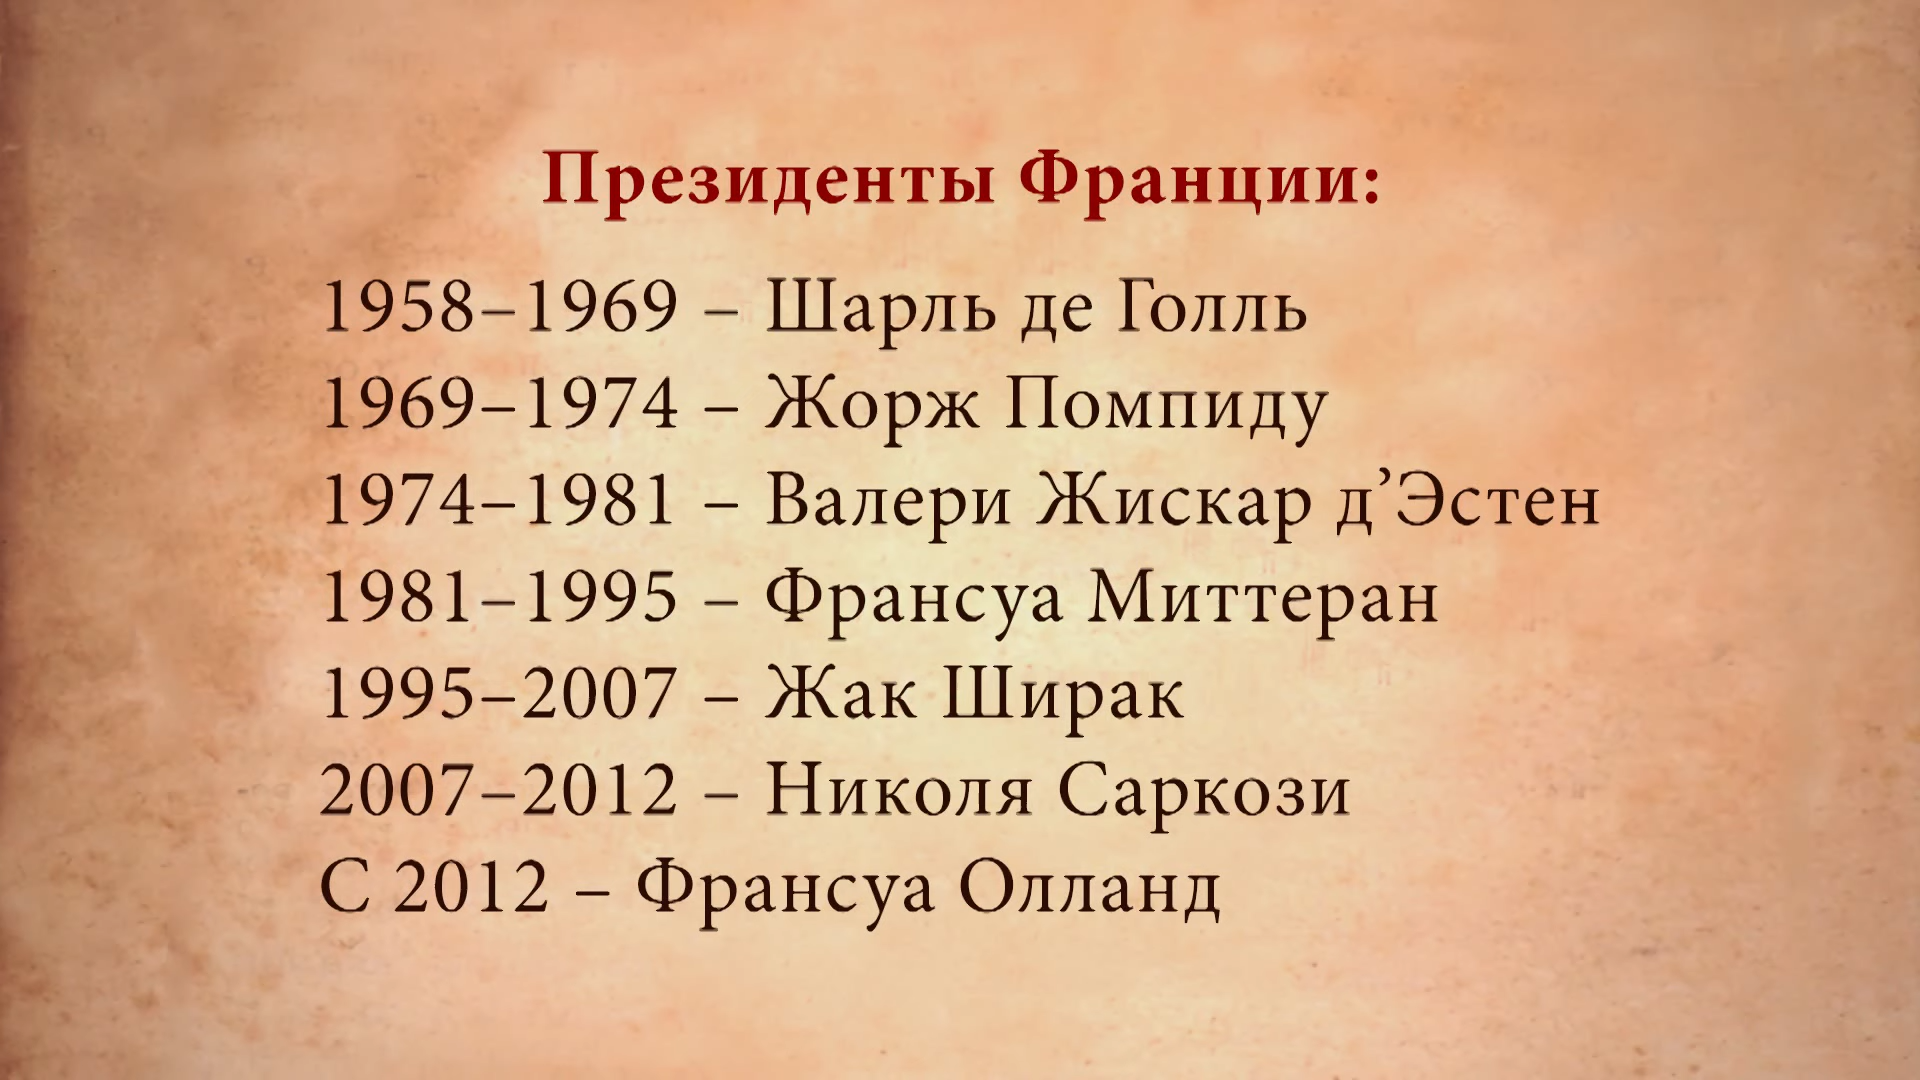 Президенты Франции:
1958–1969 – Шарль де Голль
1969–1974 – Жорж Помпиду
1974–1981 – Валери Жискар д’Эстен
1981–1995 – Франсуа Миттеран
1995–2007 – Жак Ширак
2007–2012 – Николя Саркози
С 2012 – Франсуа Олланд